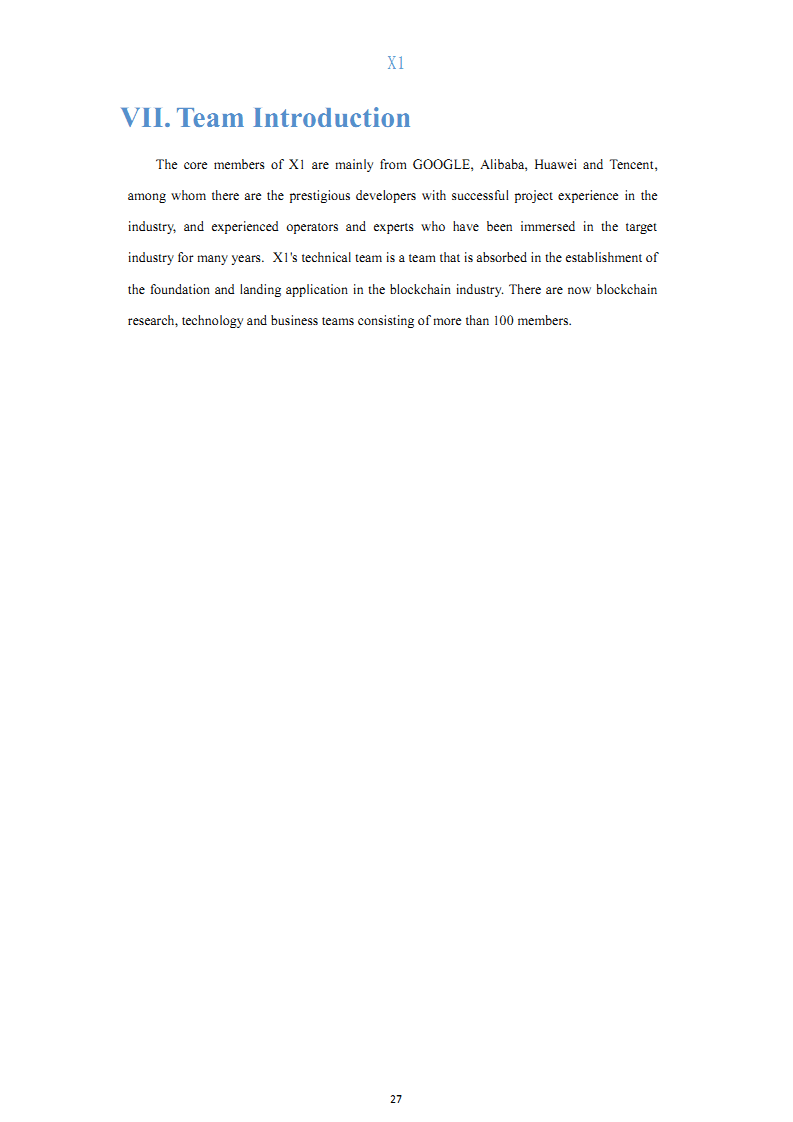 X1
VII. Team Introduction
The core members of X1 are mainly from GOOGLE, Alibaba, Huawei and Tencent,
among whom there are the prestigious developers with successful project experience in the
industry, and experienced operators and experts who have been immersed in the target
industry for many years.  X1's technical team is a team that is absorbed in the establishment of
the foundation and landing application in the blockchain industry. There are now blockchain
research, technology and business teams consisting of more than 100 members.
27